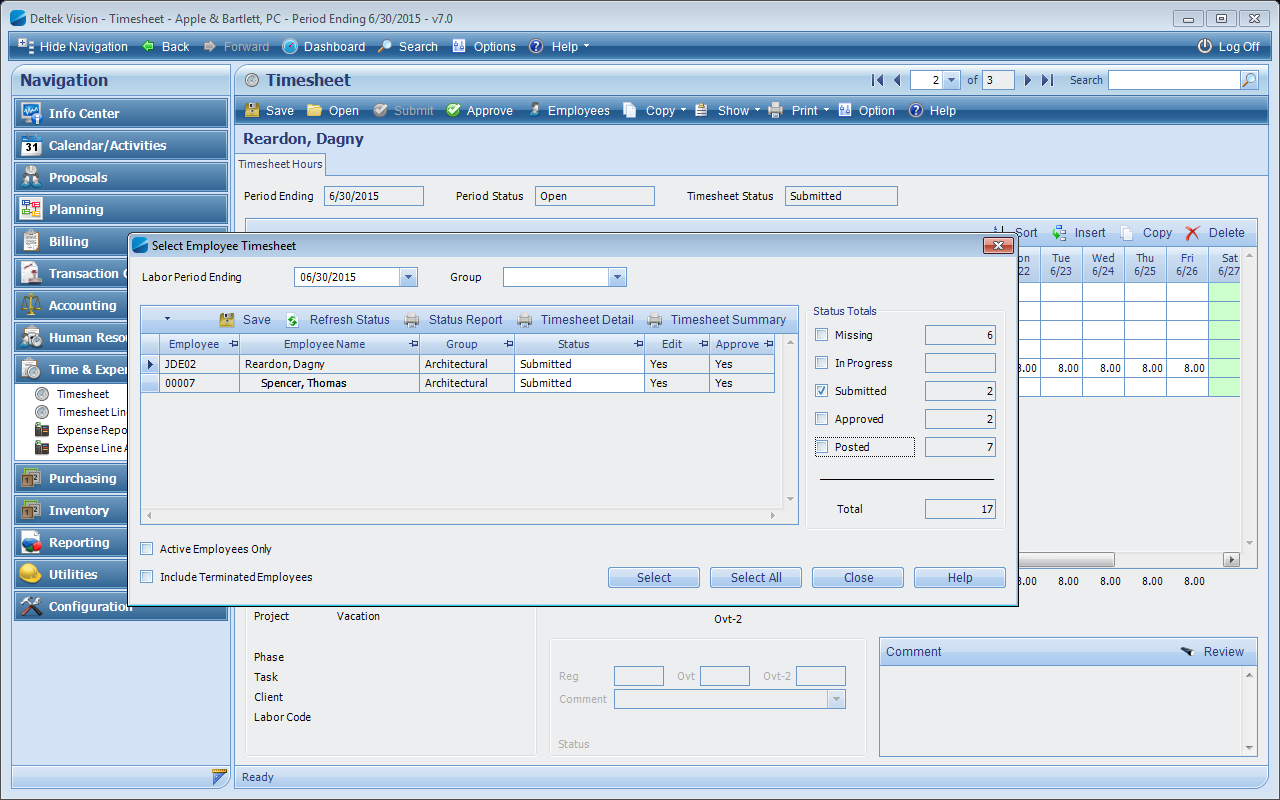 Deltek Vision - Timesheet - Apple & Bartlett, PC - Period Ending 6/30/2015 - v7.0
Hide Navigation Back Forward Dashboard Search Options Help Log Off
Navigation
Info Center
31 Calendar/Activities
Proposals
Planning
Billing
Transaction C
Accounting
Human Reso
Time & Expe
Timesheet
Timesheet Lin
Expense Repo
Expense Line A
Purchasing
Inventory
Reporting
Utilities
Configuration
Timesheet 2 of 3 Search
Save Open Submit Approve Employees Copy Show Print Option Help
Reardon, Dagny
Timesheet Hours
Period Ending 6/30/2015 Period Status Open Timesheet Status Submitted
Sort Insert Copy Delete
on Tue Wed Thu Fri Sat
22 6/23 6/24 6/25 6/26 6/27
8.00 8.00 8.00 8.00 8.00
8.00 8.00 8.00 8.00 8.00
Select Employee Timesheet
Labor Period Ending 06/30/2015 Group
Save Refresh Status Status Report Timesheet Detail Timesheet Summary
Employee Employee Name Group Status Edit Approve
JDE02 Reardon, Dagny Architectural Submitted Yes Yes
00007 Spencer, Thomas Architectural Submitted Yes Yes
Status Totals
Missing 6
In Progress
Submitted 2
Approved 2
Posted 7
Total 17
Active Employees Only
Include Terminated Employees
Select Select All Close Help
Project Vacation
Phase
Task
Client
Labor Code
Ovt-2
Reg Ovt Ovt-2
Comment
Status
Comment Review
Ready